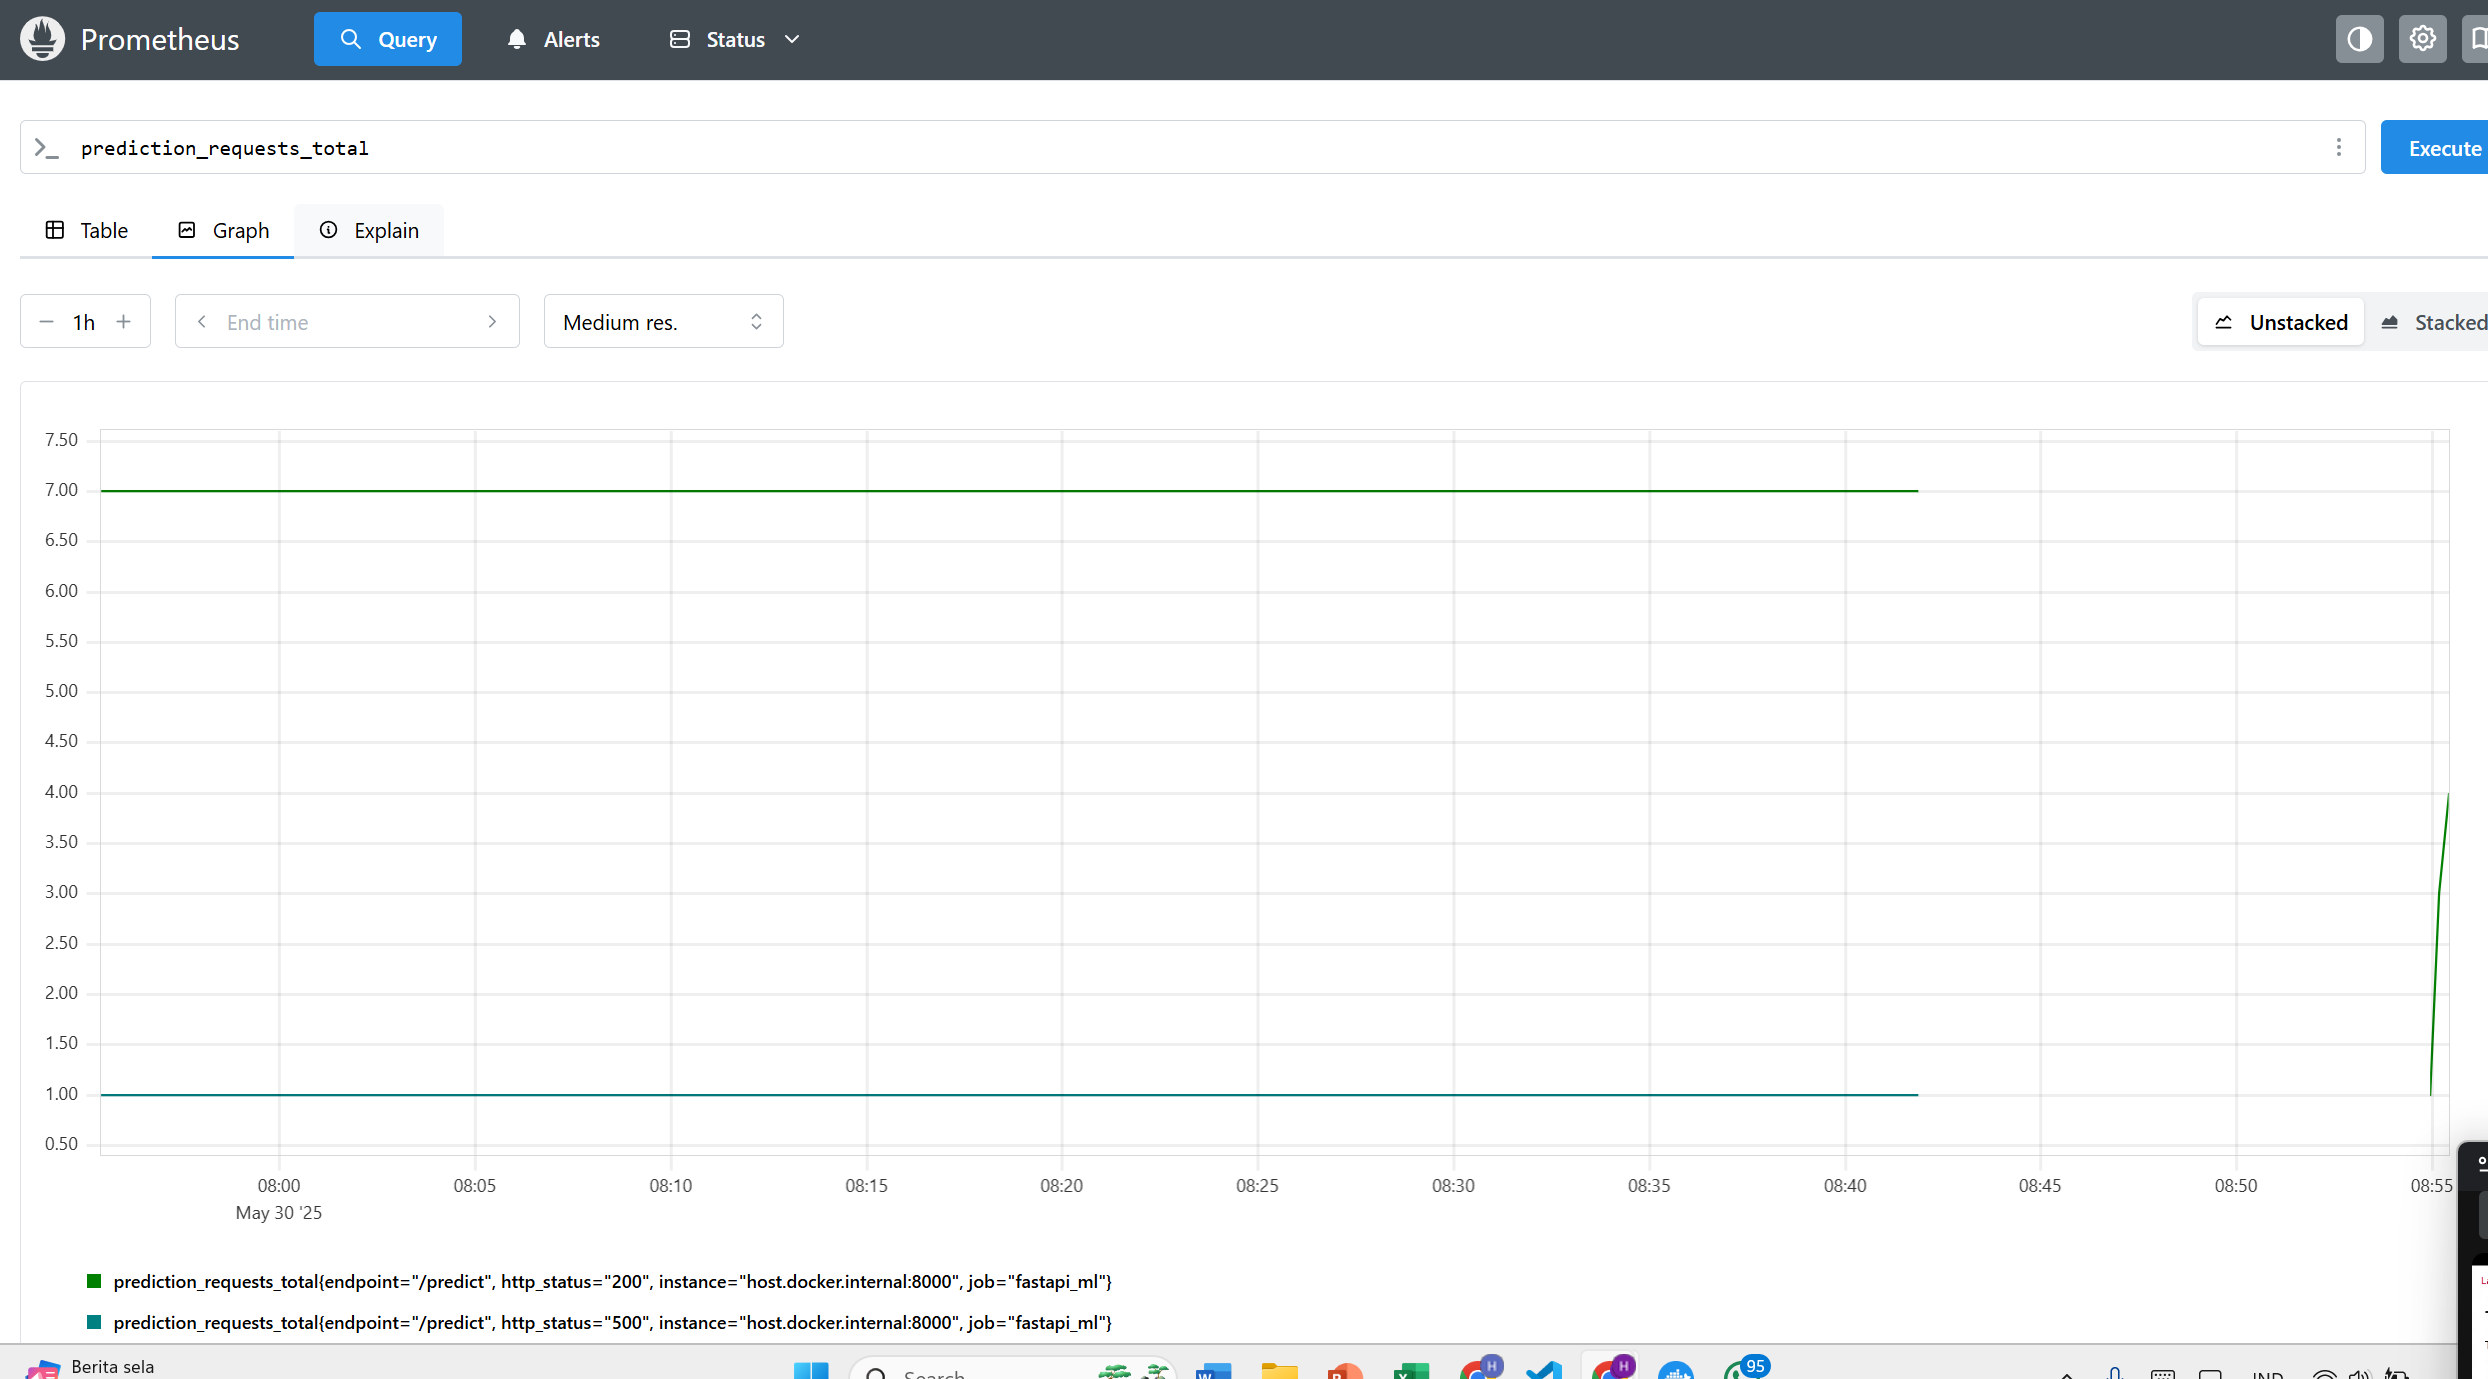 Prometheus Query Alerts Status
prediction_requests_total
Execute
Table Graph Explain
1h End time Medium res. Unstacked Stacked
7.50
7.00
6.50
6.00
5.50
5.00
4.50
4.00
3.50
3.00
2.50
2.00
1.50
1.00
0.50
08:00 08:05 08:10 08:15 08:20 08:25 08:30 08:35 08:40 08:45 08:50 08:55
May 30 '25
prediction_requests_total{endpoint="/predict", http_status="200", instance="host.docker.internal:8000", job="fastapi_ml"}
prediction_requests_total{endpoint="/predict", http_status="500", instance="host.docker.internal:8000", job="fastapi_ml"}
Berita sela
Search
H
H
95
IND